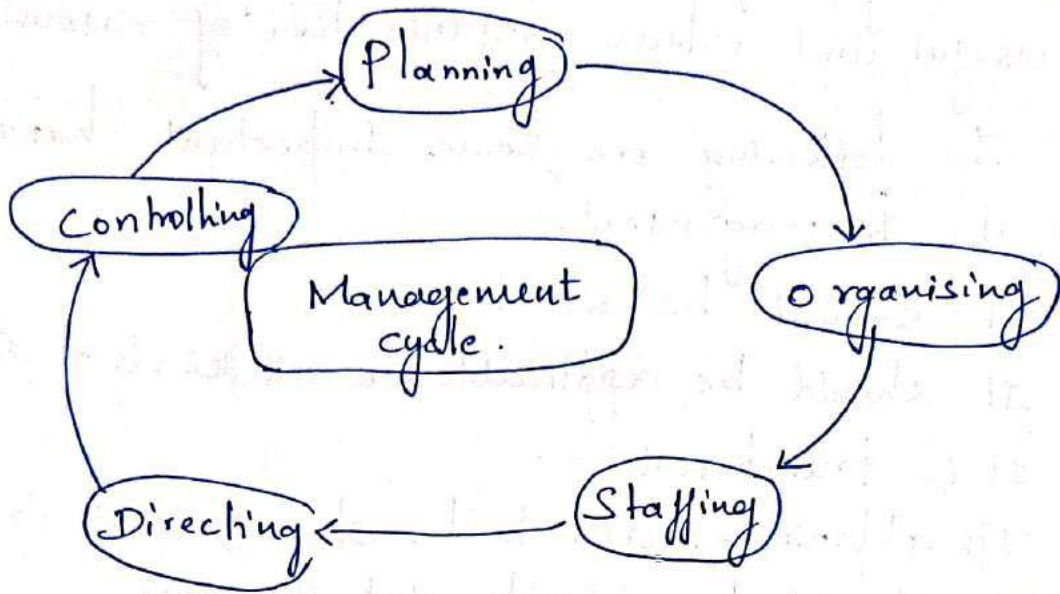 Planning
Controlling
Management
cycle.
Organising
Staffing
Directing